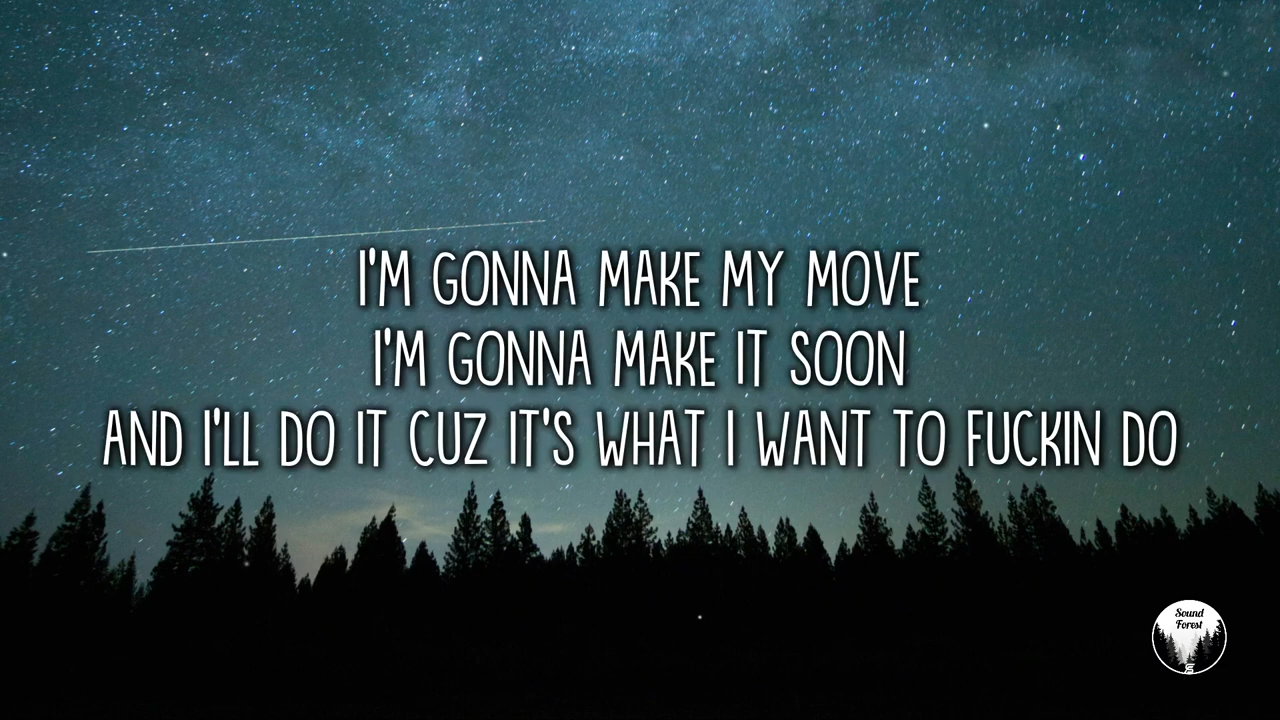 I'M GONNA MAKE MY MOVE
I'M GONNA MAKE IT SOON
AND I'LL DO IT CUZ IT'S WHAT I WANT TO FUCKIN DO
Sound
Forest